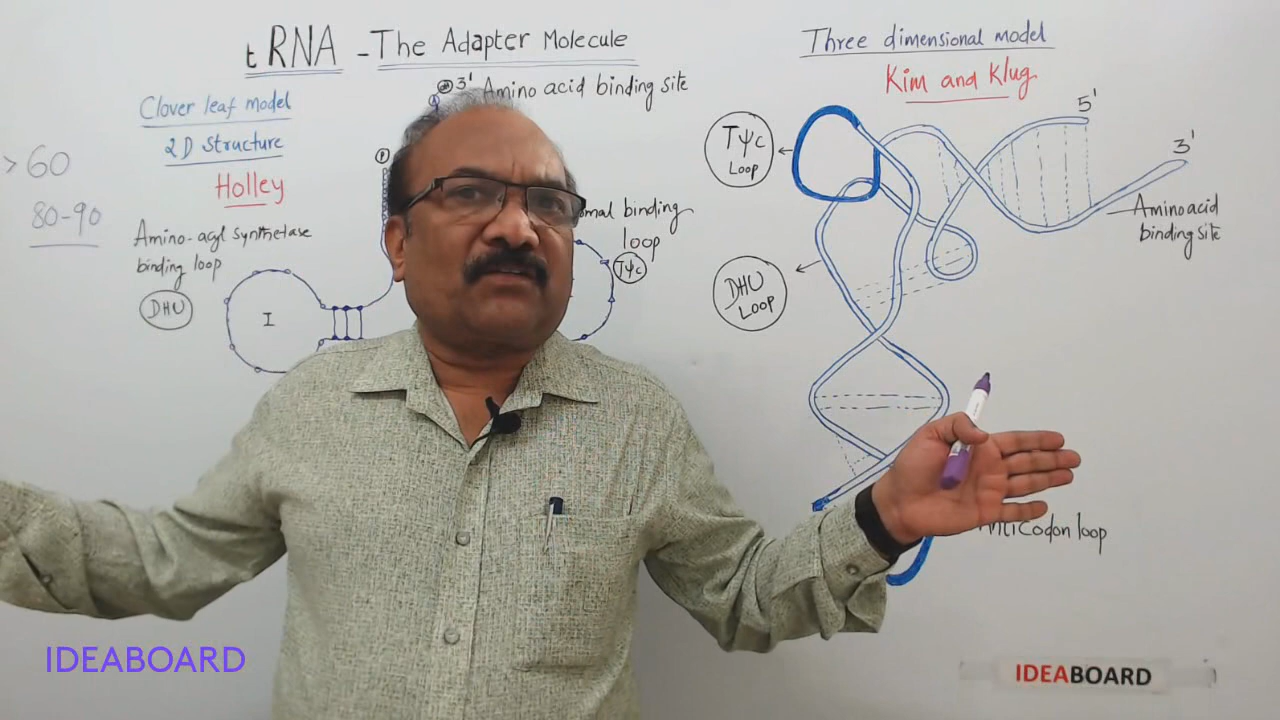 tRNA - The Adapter Molecule
3' Amino acid binding site
Clover leaf model
2D structure
Holley
> 60
80-90
P
Amino-acyl synthetase
binding loop
DHU
I
binding
loop
TΨC
Three dimensional model
Kim and Klug
5'
3'
TΨC
LOOP
Aminoacid
binding site
DHU
LOOP
Anticodon loop
IDEABOARD
IDEABOARD